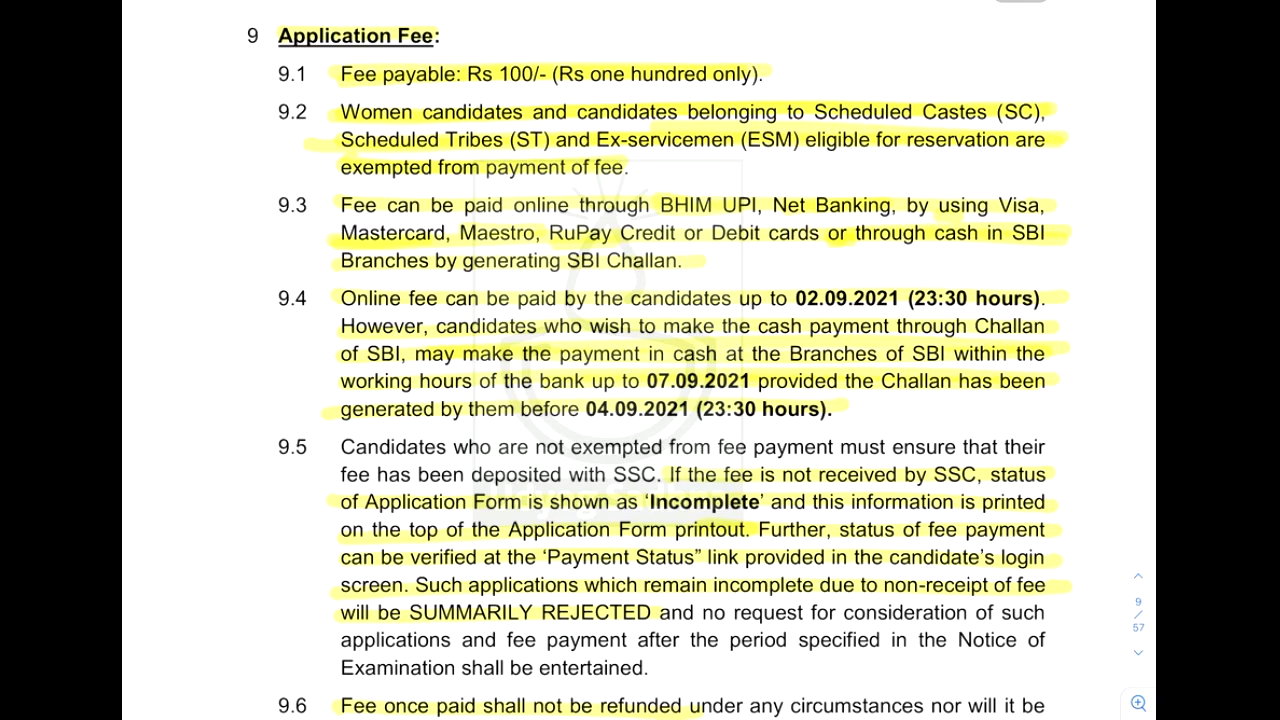 9 Application Fee:
9.1 Fee payable: Rs 100/- (Rs one hundred only).
9.2 Women candidates and candidates belonging to Scheduled Castes (SC),
Scheduled Tribes (ST) and Ex-servicemen (ESM) eligible for reservation are
exempted from payment of fee.
9.3 Fee can be paid online through BHIM UPI, Net Banking, by using Visa,
Mastercard, Maestro, RuPay Credit or Debit cards or through cash in SBI
Branches by generating SBI Challan.
9.4 Online fee can be paid by the candidates up to 02.09.2021 (23:30 hours).
However, candidates who wish to make the cash payment through Challan
of SBI, may make the payment in cash at the Branches of SBI within the
working hours of the bank up to 07.09.2021 provided the Challan has been
generated by them before 04.09.2021 (23:30 hours).
9.5 Candidates who are not exempted from fee payment must ensure that their
fee has been deposited with SSC. If the fee is not received by SSC, status
of Application Form is shown as ‘Incomplete’ and this information is printed
on the top of the Application Form printout. Further, status of fee payment
can be verified at the ‘Payment Status” link provided in the candidate’s login
screen. Such applications which remain incomplete due to non-receipt of fee
will be SUMMARILY REJECTED and no request for consideration of such
applications and fee payment after the period specified in the Notice of
Examination shall be entertained.
9.6 Fee once paid shall not be refunded under any circumstances nor will it be
9
/
57